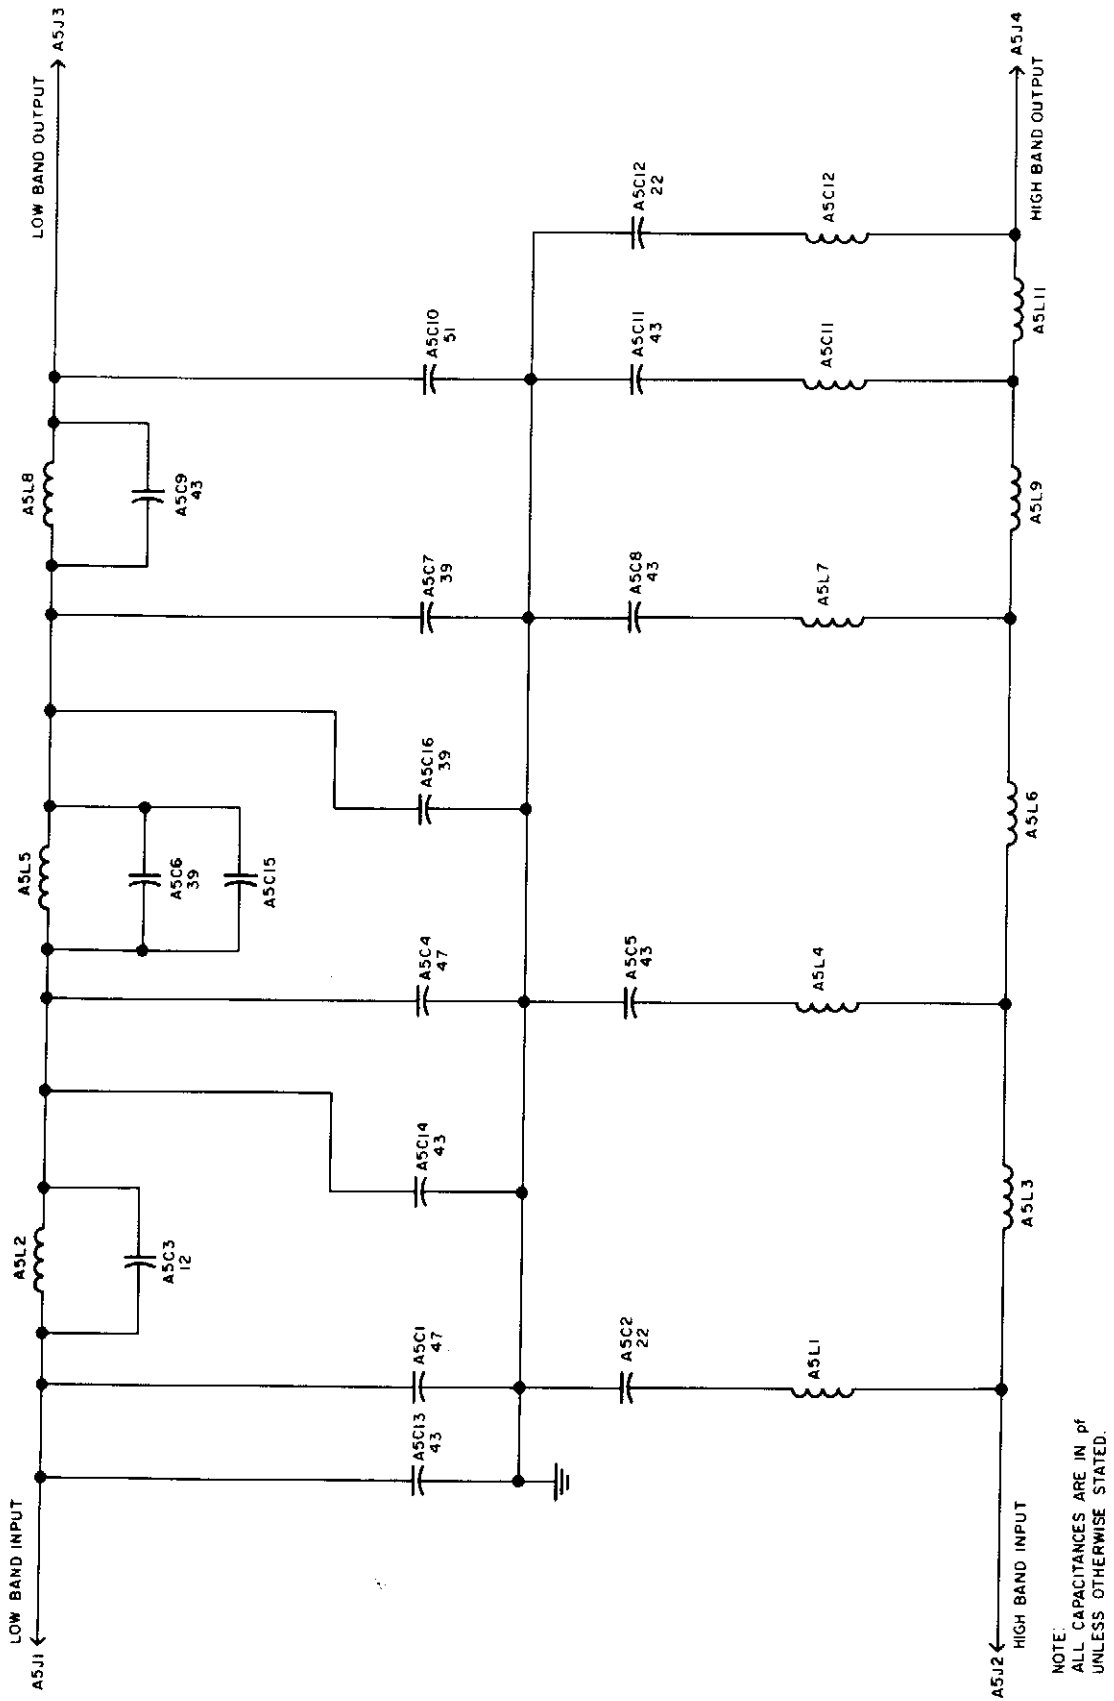 A5J1
LOW BAND INPUT
LOW BAND OUTPUT
A5J3
A5L2
A5L5
A5L8
A5C3
12
A5C6
39
A5C15
A5C9
43
A5C13
43
A5C1
47
A5C14
43
A5C4
47
A5C16
39
A5C7
39
A5C10
51
A5C2
22
A5C5
43
A5C8
43
A5C11
43
A5C12
22
A5L1
A5L4
A5L7
A5C11
A5C12
A5L3
A5L6
A5L9
A5L11
A5J2
HIGH BAND INPUT
HIGH BAND OUTPUT
A5J4
NOTE:
ALL CAPACITANCES ARE IN pf
UNLESS OTHERWISE STATED.